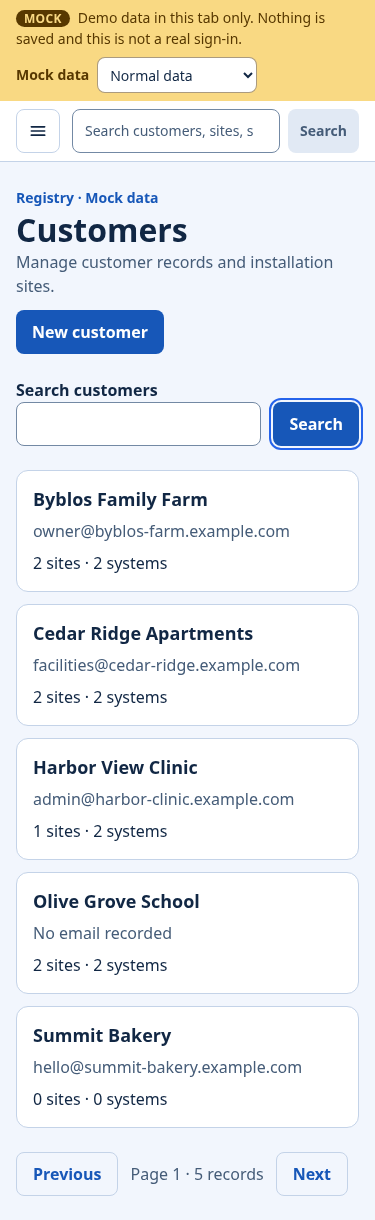 MOCK Demo data in this tab only. Nothing is
saved and this is not a real sign-in.
Mock data Normal data
Search customers, sites, s Search
Registry · Mock data
Customers
Manage customer records and installation
sites.
New customer
Search customers
Search
Byblos Family Farm
owner@byblos-farm.example.com
2 sites · 2 systems
Cedar Ridge Apartments
facilities@cedar-ridge.example.com
2 sites · 2 systems
Harbor View Clinic
admin@harbor-clinic.example.com
1 sites · 2 systems
Olive Grove School
No email recorded
2 sites · 2 systems
Summit Bakery
hello@summit-bakery.example.com
0 sites · 0 systems
Previous Page 1 · 5 records Next